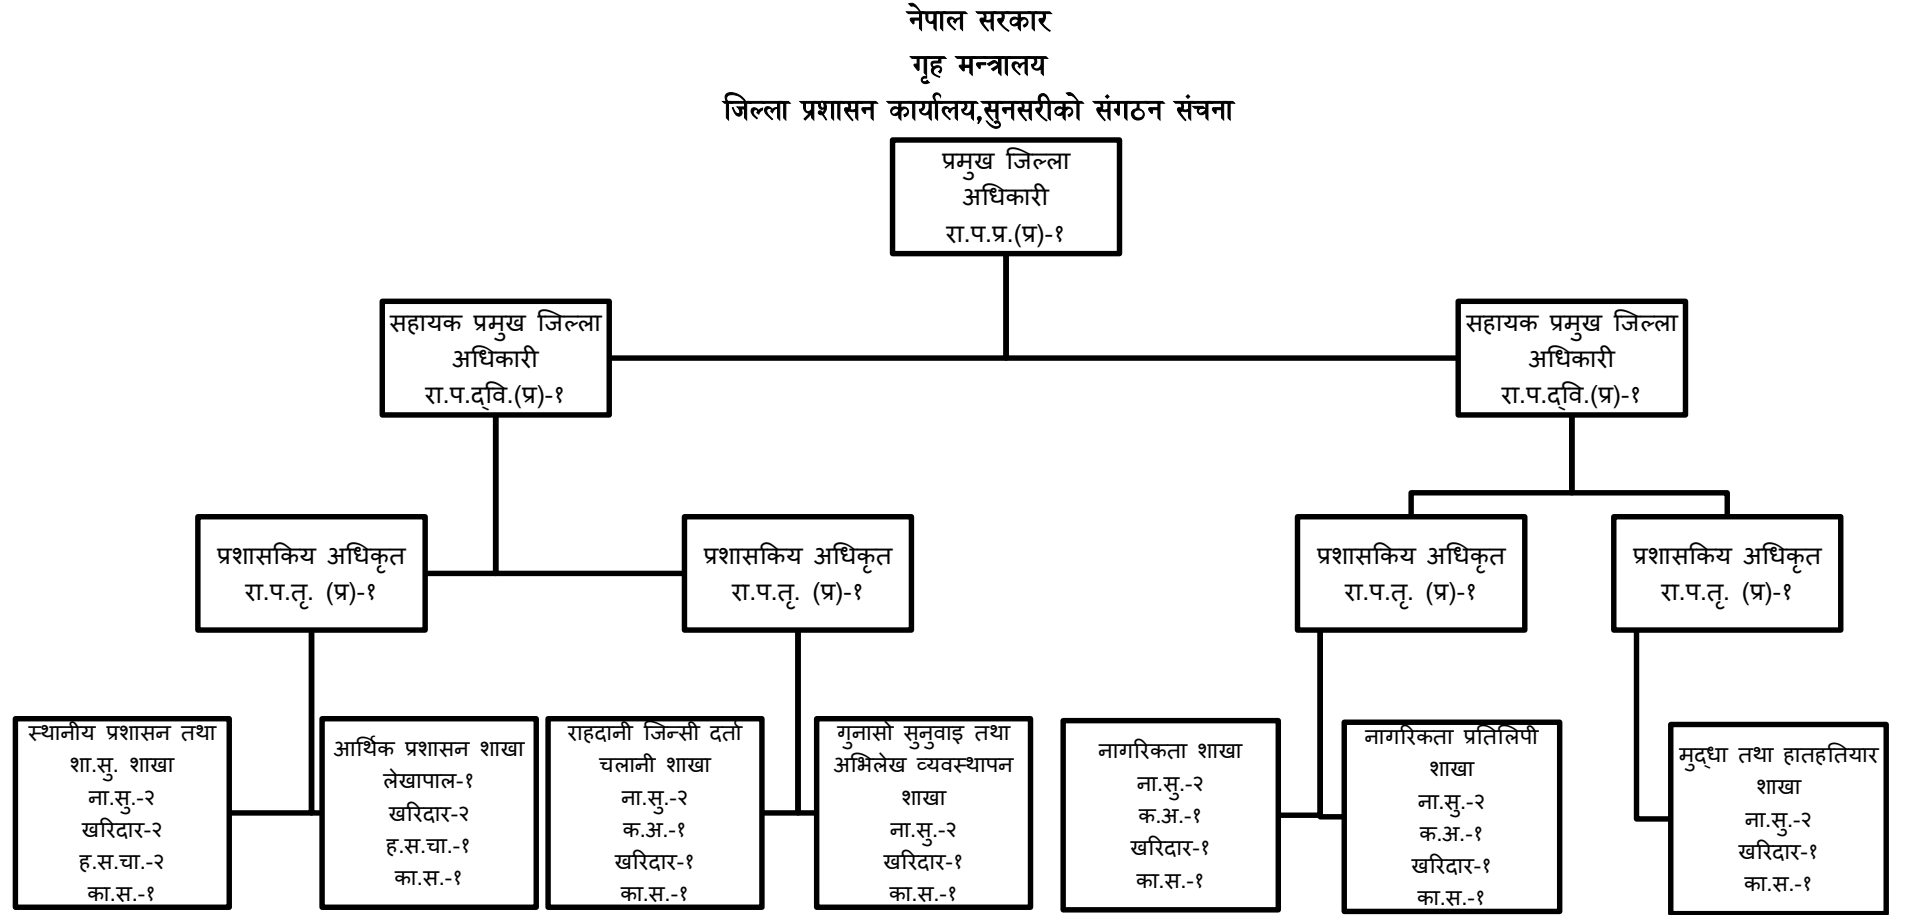 नेपाल सरकार
गृह मन्त्रालय
जिल्ला प्रशासन कार्यालय,सुनसरीको संगठन संचना
प्रमुख जिल्ला
अधिकारी
रा.प.प्र.(प्र)-१
सहायक प्रमुख जिल्ला
अधिकारी
रा.प.द्वि.(प्र)-१
सहायक प्रमुख जिल्ला
अधिकारी
रा.प.द्वि.(प्र)-१
प्रशासकिय अधिकृत
रा.प.तृ. (प्र)-१
प्रशासकिय अधिकृत
रा.प.तृ. (प्र)-१
प्रशासकिय अधिकृत
रा.प.तृ. (प्र)-१
प्रशासकिय अधिकृत
रा.प.तृ. (प्र)-१
स्थानीय प्रशासन तथा
शा.सु. शाखा
ना.सु.-२
खरिदार-२
ह.स.चा.-२
का.स.-१
आर्थिक प्रशासन शाखा
लेखापाल-१
खरिदार-२
ह.स.चा.-१
का.स.-१
राहदानी जिन्सी दर्ता
चलानी शाखा
ना.सु.-२
क.अ.-१
खरिदार-१
का.स.-१
गुनासो सुनुवाइ तथा
अभिलेख व्यवस्थापन
शाखा
ना.सु.-२
खरिदार-१
का.स.-१
नागरिकता शाखा
ना.सु.-२
क.अ.-१
खरिदार-१
का.स.-१
नागरिकता प्रतिलिपी
शाखा
ना.सु.-२
क.अ.-१
खरिदार-१
का.स.-१
मुद्धा तथा हातहतियार
शाखा
ना.सु.-२
खरिदार-१
का.स.-१